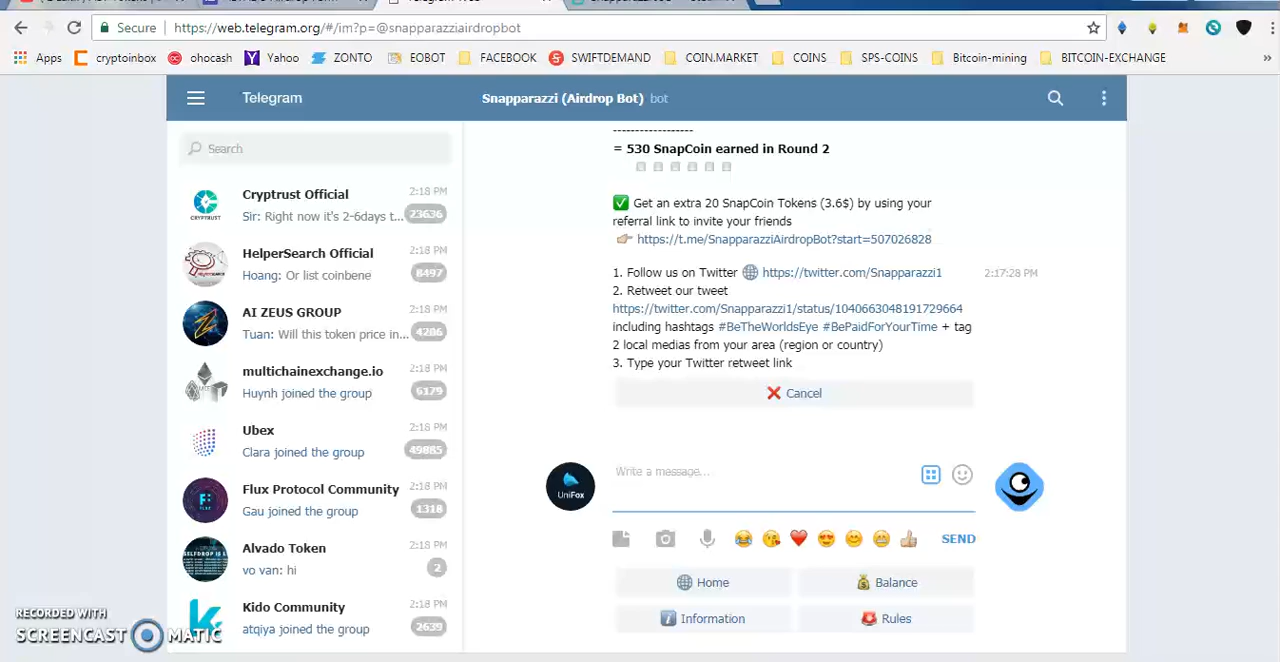 Secure
https://web.telegram.org/#/im?p=@snapparazziairdropbot
Apps
cryptoinbox
ohocash
Yahoo
ZONTO
EOBOT
FACEBOOK
SWIFTDEMAND
COIN.MARKET
COINS
SPS-COINS
Bitcoin-mining
BITCOIN-EXCHANGE
»
Telegram
Snapparazzi (Airdrop Bot) bot
Search
Cryptrust Official
2:18 PM
Sir: Right now it's 2-6days t...
23636
HelperSearch Official
2:18 PM
Hoang: Or list coinbene
8497
AI ZEUS GROUP
2:18 PM
Tuan: Will this token price in...
4206
multichainexchange.io
2:18 PM
Huynh joined the group
6179
Ubex
2:18 PM
Clara joined the group
49885
Flux Protocol Community
2:18 PM
Gau joined the group
1318
Alvado Token
2:18 PM
vo van: hi
2
Kido Community
2:18 PM
atqiya joined the group
2639
------------------
= 530 SnapCoin earned in Round 2
✅ Get an extra 20 SnapCoin Tokens (3.6$) by using your
referral link to invite your friends
👉 https://t.me/SnapparazziAirdropBot?start=507026828
1. Follow us on Twitter 🌐 https://twitter.com/Snapparazzi1
2:17:28 PM
2. Retweet our tweet
https://twitter.com/Snapparazzi1/status/1040663048191729664
including hashtags #BeTheWorldsEye #BePaidForYourTime + tag
2 local medias from your area (region or country)
3. Type your Twitter retweet link
❌ Cancel
UniFox
Write a message...
SEND
Home
Balance
Information
Rules
RECORDED WITH
SCREENCAST MATIC